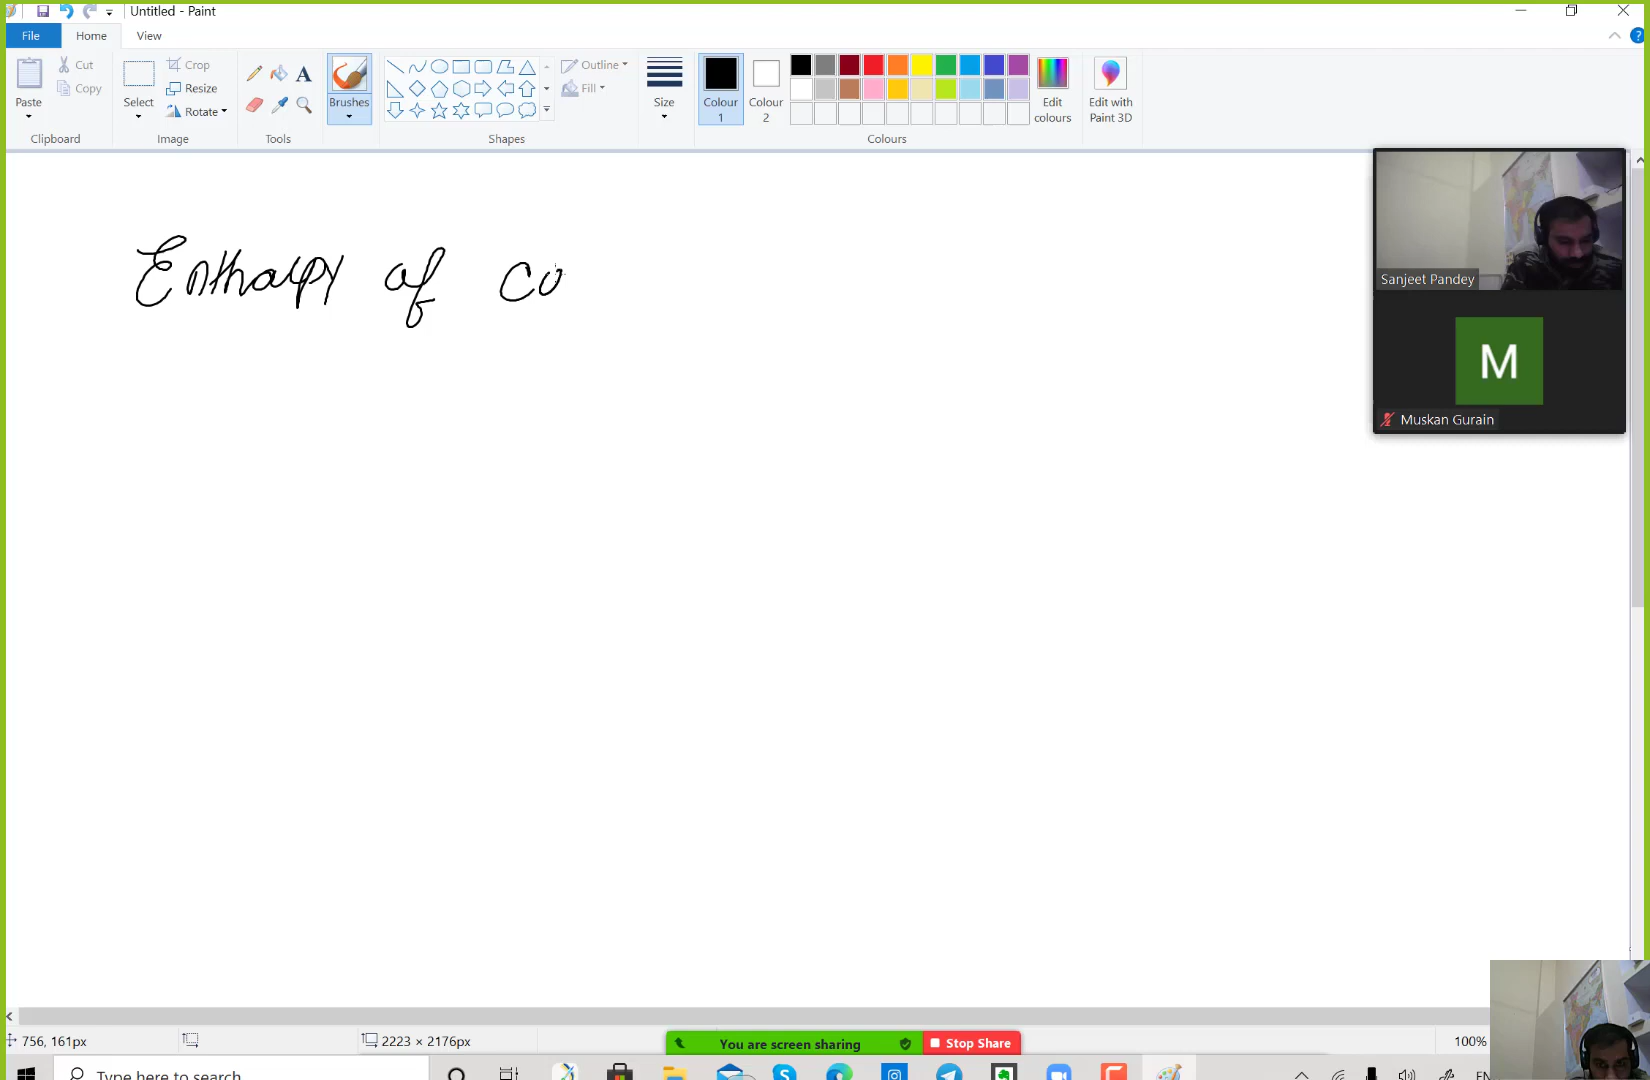 Untitled - Paint
File Home View
Paste
Cut
Copy
Clipboard
Select
Crop
Resize
Rotate
Image
Tools
Brushes
Shapes
Outline
Fill
Size
Colour 1
Colour 2
Colours
Edit colours
Edit with Paint 3D
Enthalpy of co
Sanjeet Pandey
M
Muskan Gurain
756, 161px
2223 × 2176px
You are screen sharing
Stop Share
100%
Type here to search